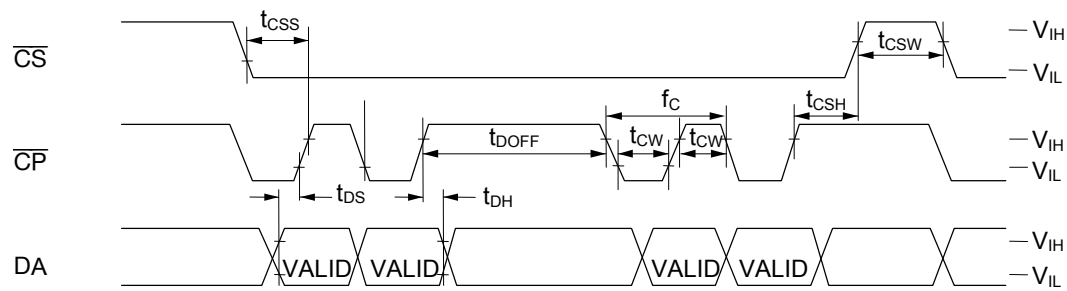 tCSS
VIH
CS
tCSW
VIL
fC
tCSH
CP
tDOFF
tCW
tCW
VIH
VIL
tDS
tDH
VIH
DA
VALID VALID VALID VALID
VIL